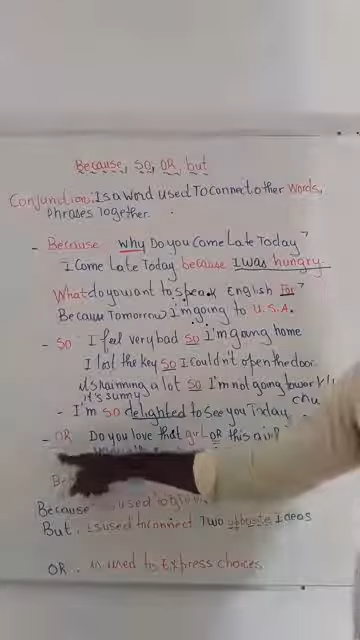 Because, SO, OR, but
Conjunction. Is a word used To connect other words,
phrases Together.
- Because why Do you Come Late Today?
I Come Late Today because I was hungry.
What do you want to speak English For?
Because Tomorrow I'm going to U.S.A.
- SO I feel very bad SO I'm going home
I lost the key SO I couldn't open the door
it's rainning a lot SO I'm not going to work
it's sunny
- I'm so delighted to see you Today
- OR Do you love that girl OR this
Because used
But. is used to connect Two opposite Ideas
OR .. is used to Express choices.